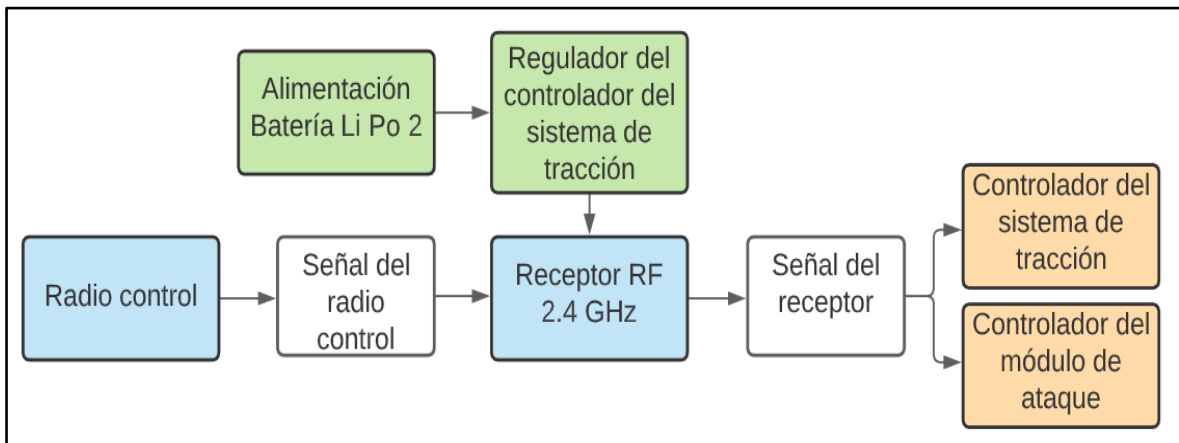 Alimentación
Batería Li Po 2
Regulador del
controlador del
sistema de
tracción
Radio control
Señal del
radio
control
Receptor RF
2.4 GHz
Señal del
receptor
Controlador del
sistema de
tracción
Controlador del
módulo de
ataque